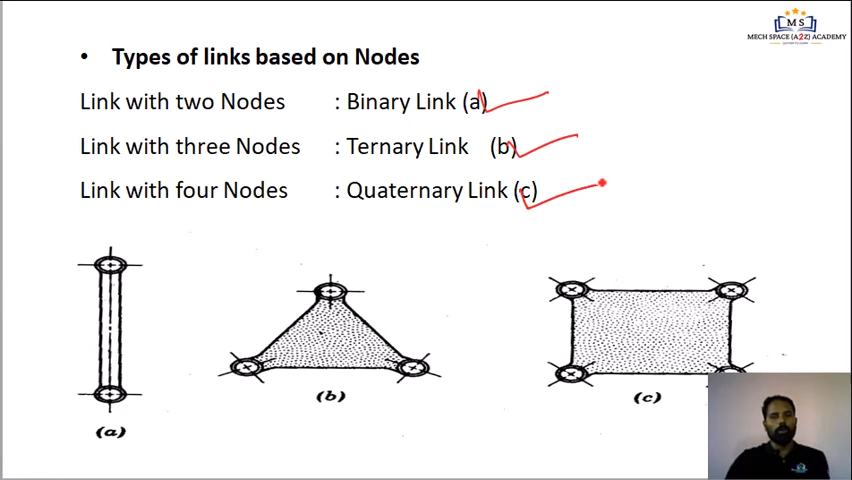 MS
MECH SPACE (A2Z) ACADEMY
• Types of links based on Nodes
Link with two Nodes : Binary Link (a)
Link with three Nodes : Ternary Link (b)
Link with four Nodes : Quaternary Link (c)
(a)
(b)
(c)